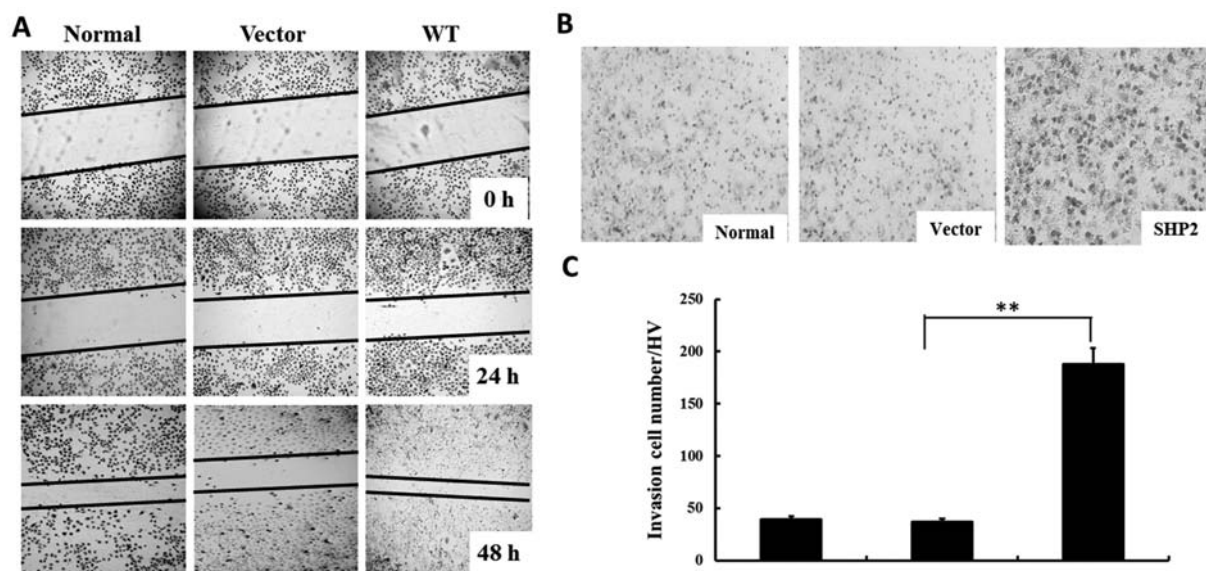 A
Normal Vector WT
0 h
24 h
48 h
B
Normal Vector SHP2
C
Invasion cell number/HV
250
200
150
100
50
0
**